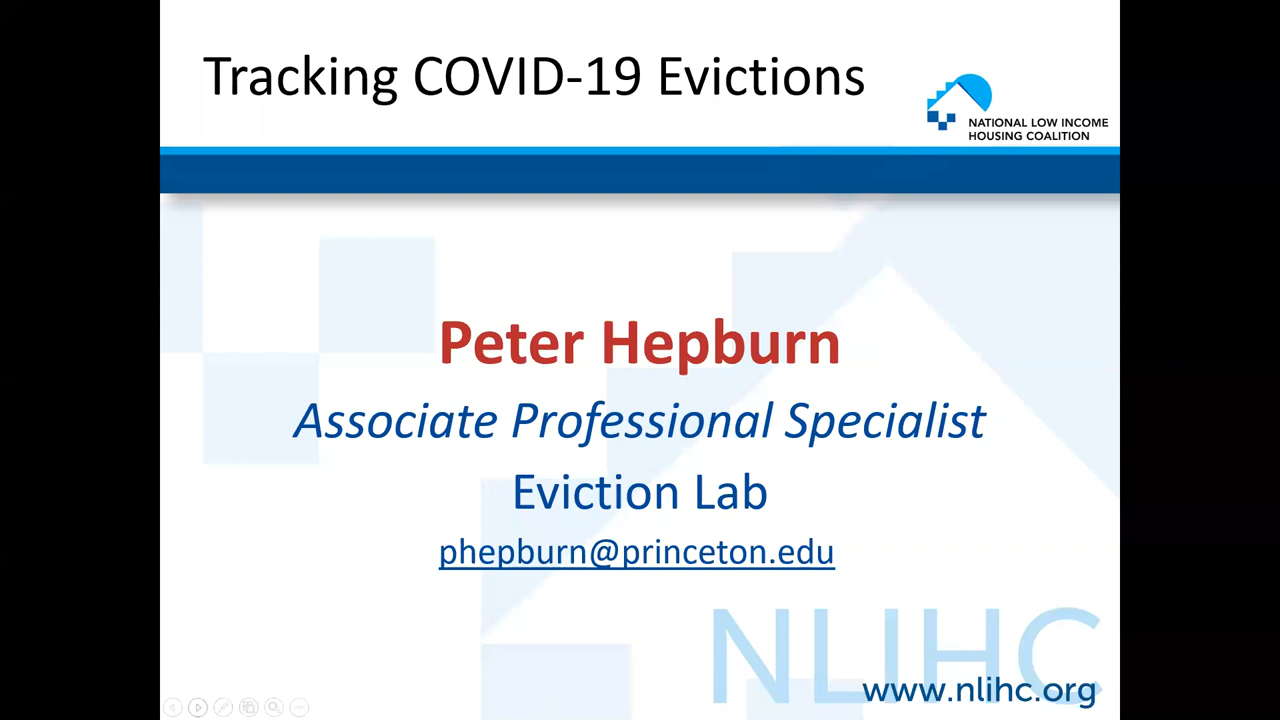 Tracking COVID-19 Evictions
NATIONAL LOW INCOME
HOUSING COALITION
Peter Hepburn
Associate Professional Specialist
Eviction Lab
phepburn@princeton.edu
NLIHC
www.nlihc.org